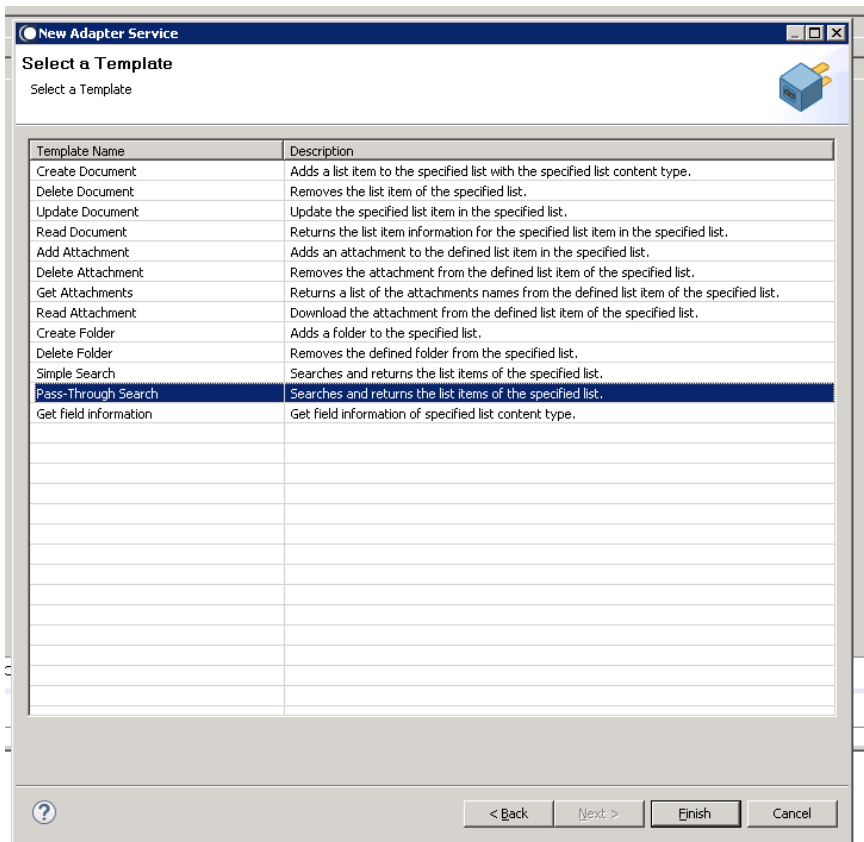 New Adapter Service
Select a Template
Select a Template
Template Name Description
Create Document Adds a list item to the specified list with the specified list content type.
Delete Document Removes the list item of the specified list.
Update Document Update the specified list item in the specified list.
Read Document Returns the list item information for the specified list item in the specified list.
Add Attachment Adds an attachment to the defined list item in the specified list.
Delete Attachment Removes the attachment from the defined list item of the specified list.
Get Attachments Returns a list of the attachments names from the defined list item of the specified list.
Read Attachment Download the attachment from the defined list item of the specified list.
Create Folder Adds a folder to the specified list.
Delete Folder Removes the defined folder from the specified list.
Simple Search Searches and returns the list items of the specified list.
Pass-Through Search Searches and returns the list items of the specified list.
Get field information Get field information of specified list content type.
? < Back Next > Finish Cancel